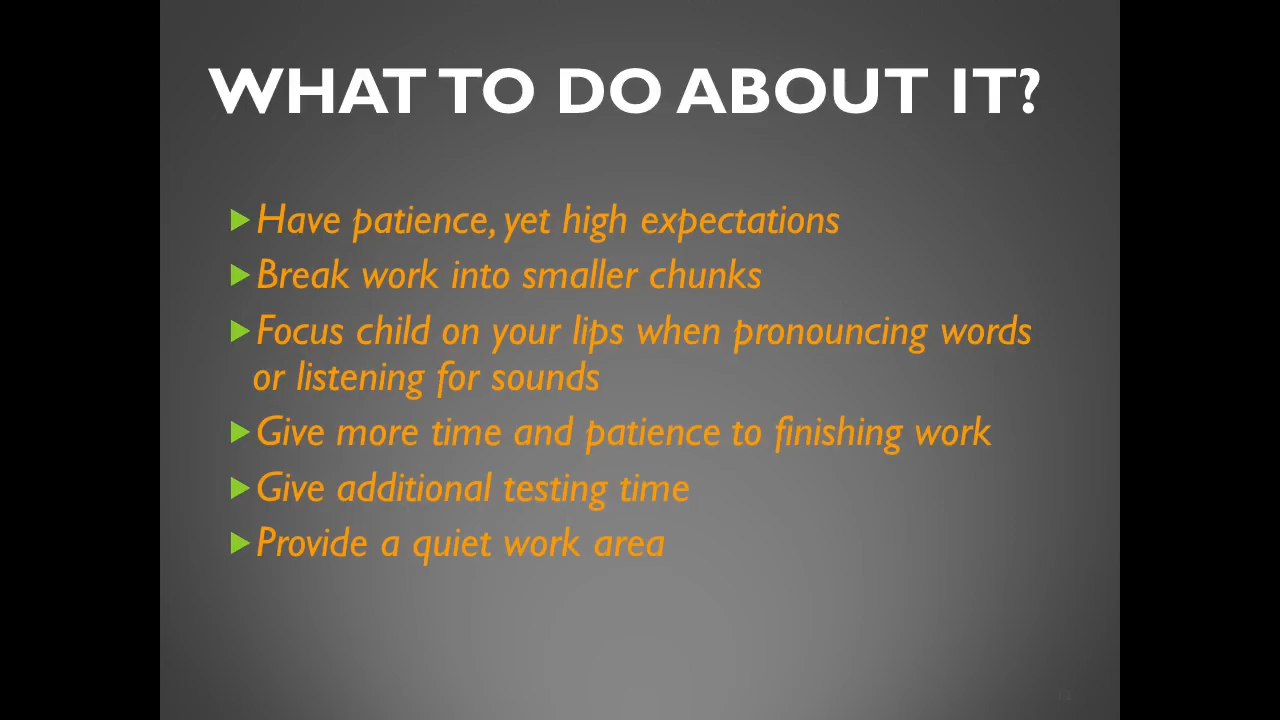 WHAT TO DO ABOUT IT?
Have patience, yet high expectations
Break work into smaller chunks
Focus child on your lips when pronouncing words
or listening for sounds
Give more time and patience to finishing work
Give additional testing time
Provide a quiet work area